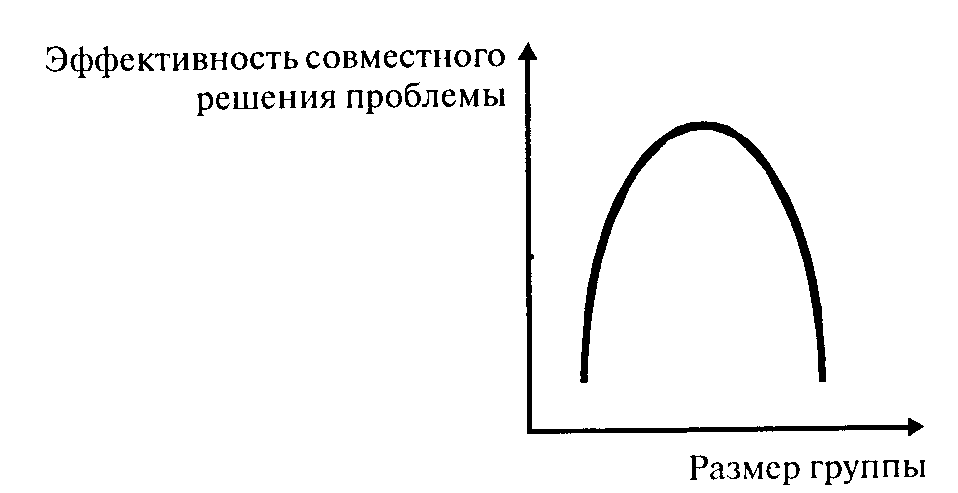 Эффективность совместного
решения проблемы
Размер группы